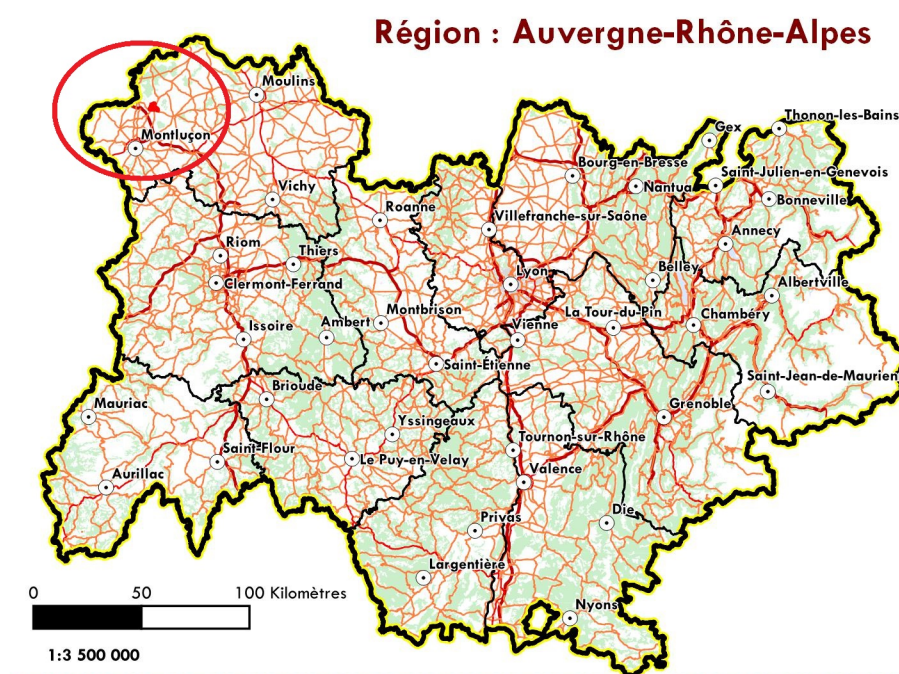 Région : Auvergne-Rhône-Alpes
Moulins
Montluçon
Vichy
Gex
Thonon-les-Bains
Bourg-en-Bresse
Nantua
Saint-Julien-en-Genevois
Bonneville
Roanne
Villefranche-sur-Saône
Annecy
Riom
Thiers
Clermont-Ferrand
Lyon
Belley
Albertville
Issoire
Ambert
Montbrison
Vienne
La Tour-du-Pin
Chambéry
Saint-Étienne
Saint-Jean-de-Maurien
Brioude
Mauriac
Yssingeaux
Grenoble
Saint-Flour
Le Puy-en-Velay
Tournon-sur-Rhône
Aurillac
Valence
Privas
Die
Largentière
Nyons
0 50 100 Kilomètres
1:3 500 000